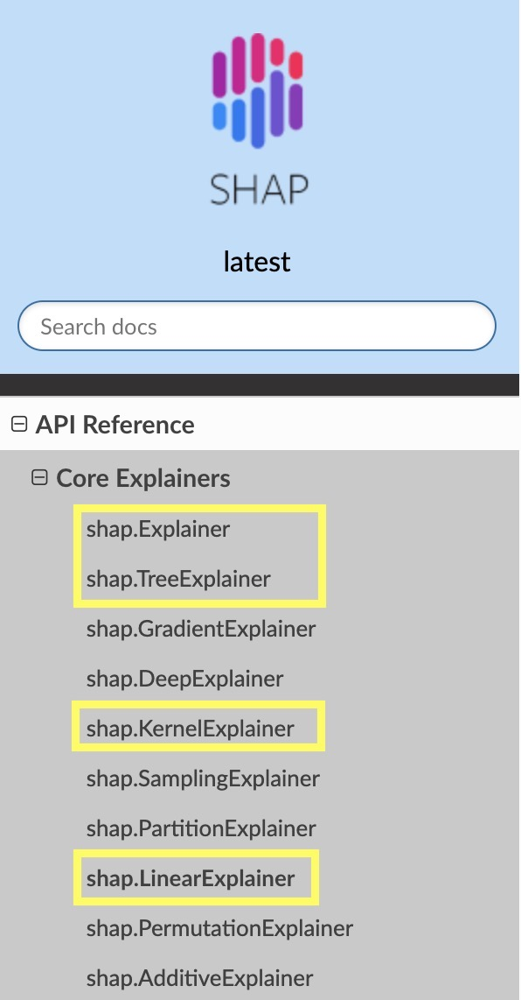 SHAP
latest
Search docs
API Reference
Core Explainers
shap.Explainer
shap.TreeExplainer
shap.GradientExplainer
shap.DeepExplainer
shap.KernelExplainer
shap.SamplingExplainer
shap.PartitionExplainer
shap.LinearExplainer
shap.PermutationExplainer
shap.AdditiveExplainer